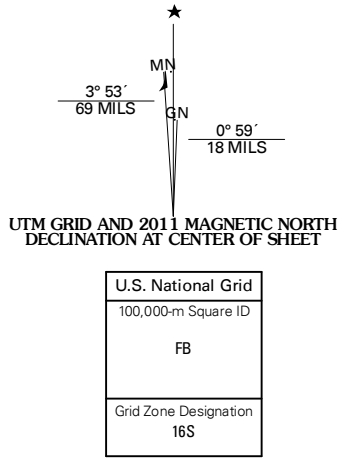 MN
3° 53´
69 MILS
GN
0° 59´
18 MILS
UTM GRID AND 2011 MAGNETIC NORTH
DECLINATION AT CENTER OF SHEET
U.S. National Grid
100,000-m Square ID
FB
Grid Zone Designation
16S